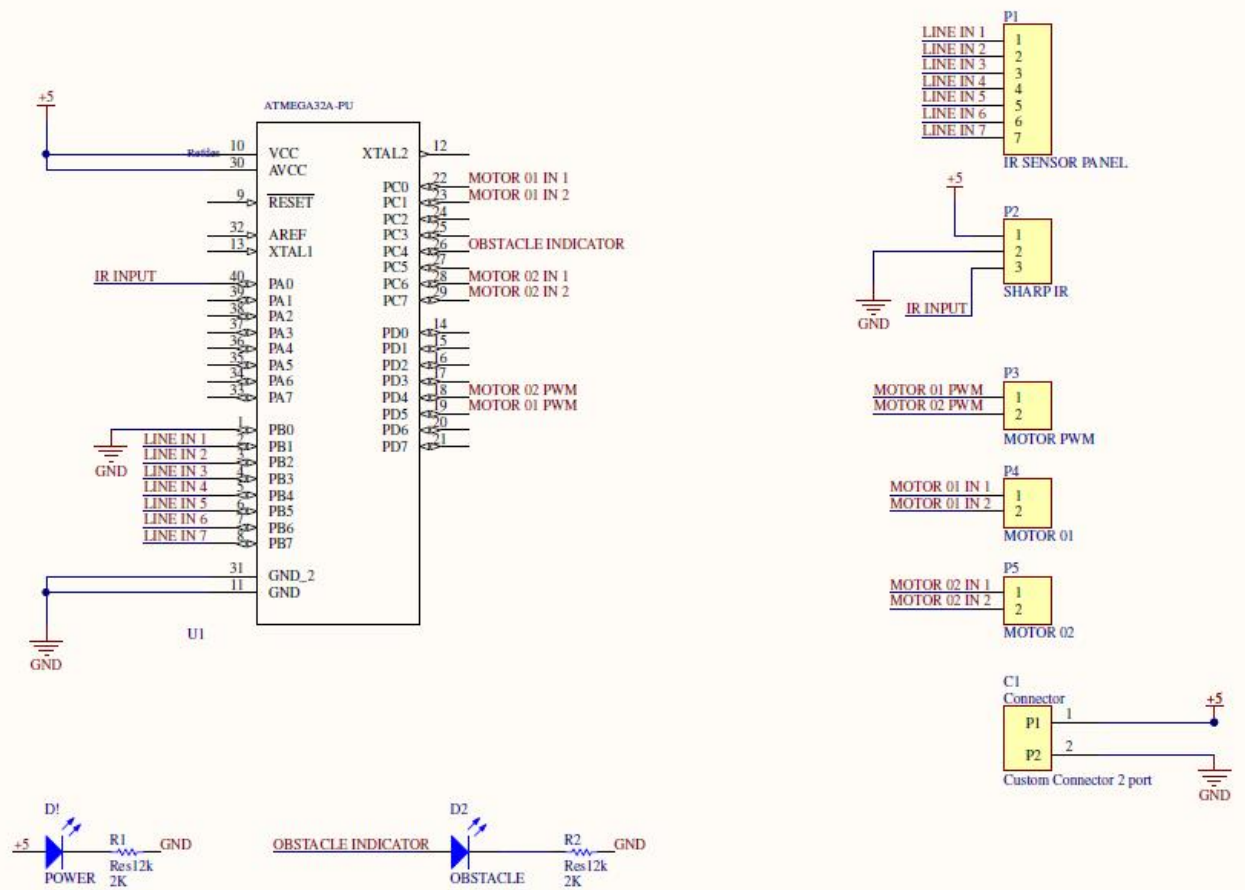 ATMEGA32A-PU
+5
10 VCC
30 AVCC
9 RESET
32 AREF
13 XTAL1
IR INPUT 40 PA0
39 PA1
38 PA2
37 PA3
36 PA4
35 PA5
34 PA6
33 PA7
1 PB0
GND
LINE IN 1 2 PB1
LINE IN 2 3 PB2
LINE IN 3 4 PB3
LINE IN 4 5 PB4
LINE IN 5 6 PB5
LINE IN 6 7 PB6
LINE IN 7 8 PB7
31 GND_2
11 GND
GND
U1
XTAL2 12
PC0 22 MOTOR 01 IN 1
PC1 23 MOTOR 01 IN 2
PC2 24
PC3 25
PC4 26 OBSTACLE INDICATOR
PC5 27
PC6 28 MOTOR 02 IN 1
PC7 29 MOTOR 02 IN 2
PD0 14
PD1 15
PD2 16
PD3 17
PD4 18 MOTOR 02 PWM
PD5 19 MOTOR 01 PWM
PD6 20
PD7 21
P1
LINE IN 1 1
LINE IN 2 2
LINE IN 3 3
LINE IN 4 4
LINE IN 5 5
LINE IN 6 6
LINE IN 7 7
IR SENSOR PANEL
+5
P2
1
2
3
SHARP IR
GND
IR INPUT
P3
MOTOR 01 PWM 1
MOTOR 02 PWM 2
MOTOR PWM
P4
MOTOR 01 IN 1 1
MOTOR 01 IN 2 2
MOTOR 01
P5
MOTOR 02 IN 1 1
MOTOR 02 IN 2 2
MOTOR 02
C1
Connector
P1 1
P2 2
+5
GND
Custom Connector 2 port
D!
+5
POWER
R1
Res12k
2K
GND
D2
OBSTACLE INDICATOR
OBSTACLE
R2
Res12k
2K
GND